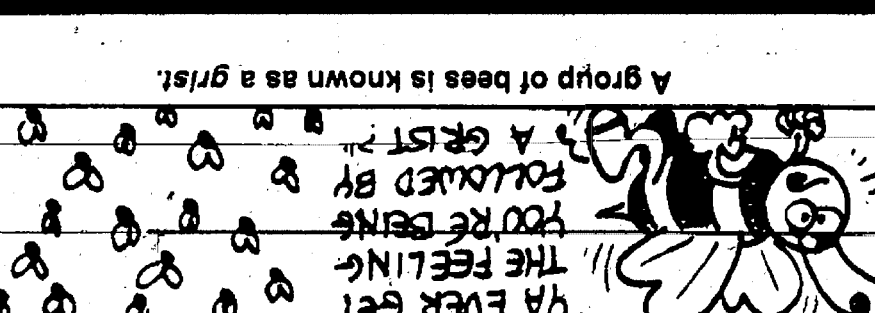 YA EVER GET
THE FEELING
YOU'RE BEING
FOLLOWED BY
A GRIST?"
A group of bees is known as a grist.